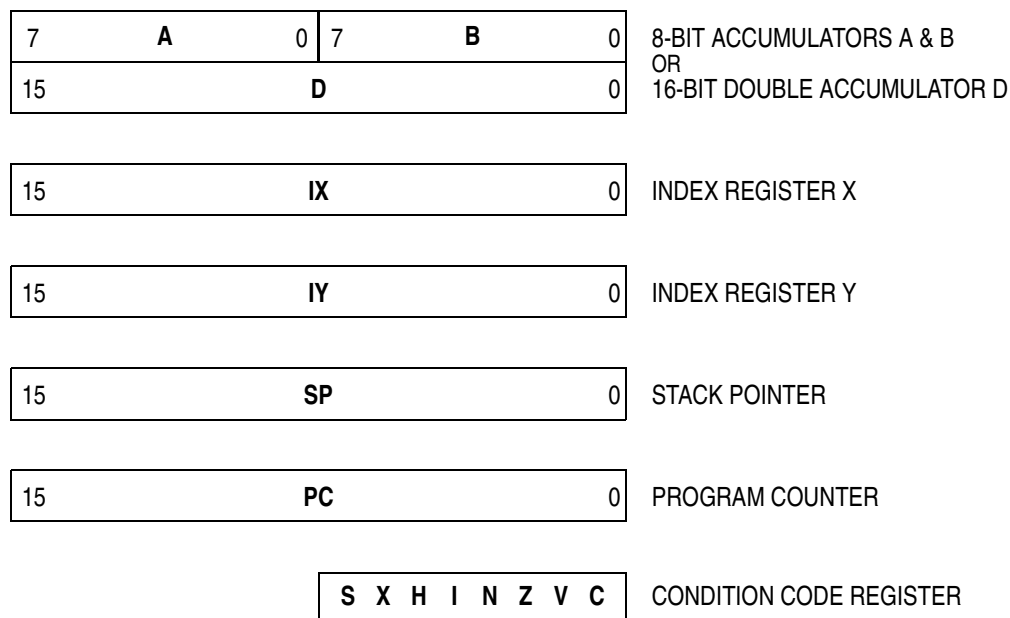 7 A 0 7 B 0 8-BIT ACCUMULATORS A & B
OR
15 D 0 16-BIT DOUBLE ACCUMULATOR D
15 IX 0 INDEX REGISTER X
15 IY 0 INDEX REGISTER Y
15 SP 0 STACK POINTER
15 PC 0 PROGRAM COUNTER
S X H I N Z V C CONDITION CODE REGISTER